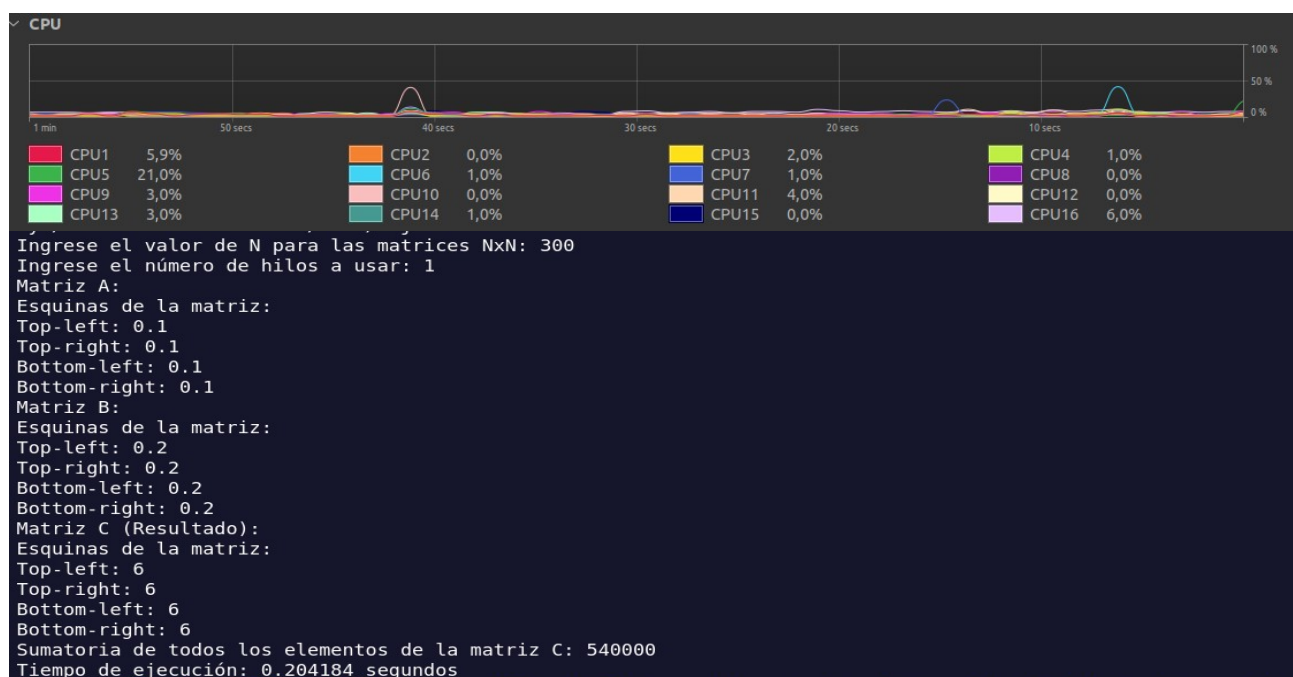 CPU
100 %
50 %
0 %
1 min 50 secs 40 secs 30 secs 20 secs 10 secs
CPU1 5,9% CPU2 0,0% CPU3 2,0% CPU4 1,0%
CPU5 21,0% CPU6 1,0% CPU7 1,0% CPU8 0,0%
CPU9 3,0% CPU10 0,0% CPU11 4,0% CPU12 0,0%
CPU13 3,0% CPU14 1,0% CPU15 0,0% CPU16 6,0%
Ingrese el valor de N para las matrices NxN: 300
Ingrese el número de hilos a usar: 1
Matriz A:
Esquinas de la matriz:
Top-left: 0.1
Top-right: 0.1
Bottom-left: 0.1
Bottom-right: 0.1
Matriz B:
Esquinas de la matriz:
Top-left: 0.2
Top-right: 0.2
Bottom-left: 0.2
Bottom-right: 0.2
Matriz C (Resultado):
Esquinas de la matriz:
Top-left: 6
Top-right: 6
Bottom-left: 6
Bottom-right: 6
Sumatoria de todos los elementos de la matriz C: 540000
Tiempo de ejecución: 0.204184 segundos